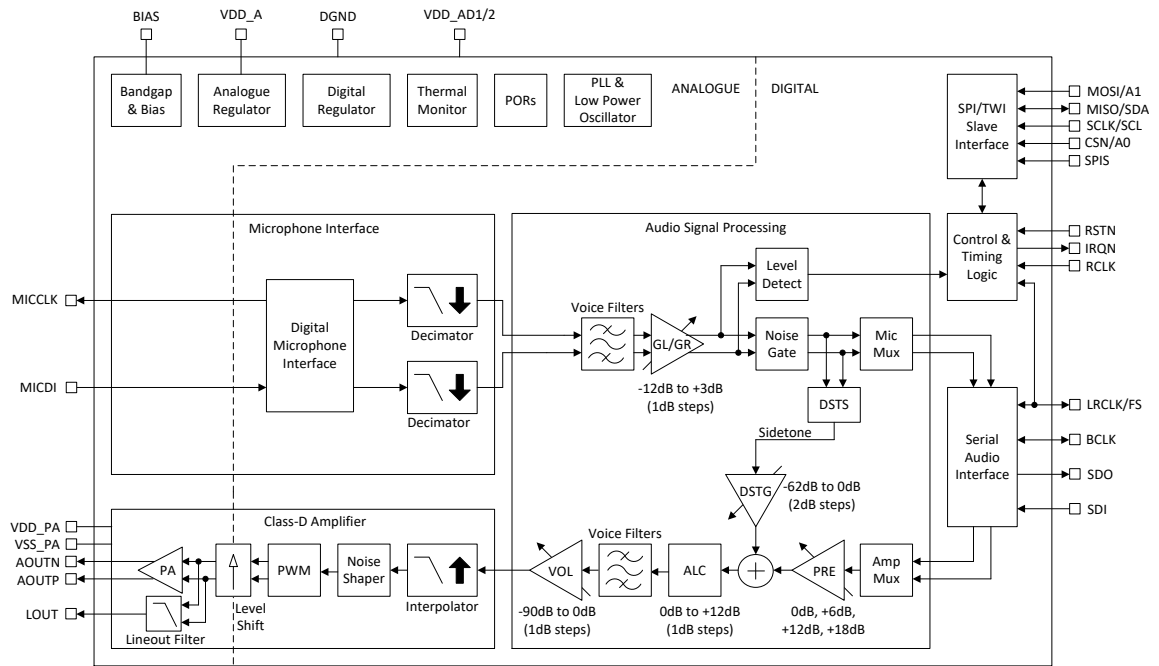 BIAS
VDD_A
DGND
VDD_AD1/2
Bandgap
& Bias
Analogue
Regulator
Digital
Regulator
Thermal
Monitor
PORs
PLL &
Low Power
Oscillator
ANALOGUE
DIGITAL
SPI/TWI
Slave
Interface
MOSI/A1
MISO/SDA
SCLK/SCL
CSN/A0
SPIS
Microphone Interface
Audio Signal Processing
Control &
Timing
Logic
RSTN
IRQN
RCLK
MICCLK
MICDI
Digital
Microphone
Interface
Decimator
Decimator
Voice Filters
GL/GR
-12dB to +3dB
(1dB steps)
Level
Detect
Noise
Gate
Mic
Mux
DSTS
Sidetone
DSTG
-62dB to 0dB
(2dB steps)
Serial
Audio
Interface
LRCLK/FS
BCLK
SDO
SDI
VDD_PA
VSS_PA
AOUTN
AOUTP
LOUT
Class-D Amplifier
PA
Lineout Filter
Level
Shift
PWM
Noise
Shaper
Interpolator
VOL
-90dB to 0dB
(1dB steps)
Voice Filters
ALC
0dB to +12dB
(1dB steps)
PRE
0dB, +6dB,
+12dB, +18dB
Amp
Mux